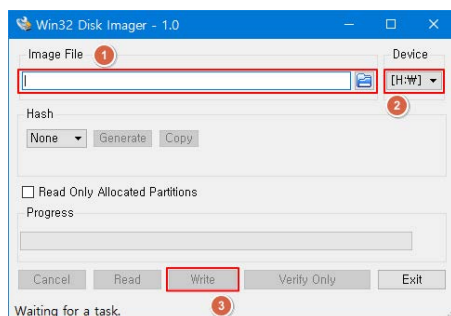 Win32 Disk Imager - 1.0
Image File 1 Device
[H:₩]
2
Hash
None Generate Copy
Read Only Allocated Partitions
Progress
Cancel Read Write Verify Only Exit
3
Waiting for a task.